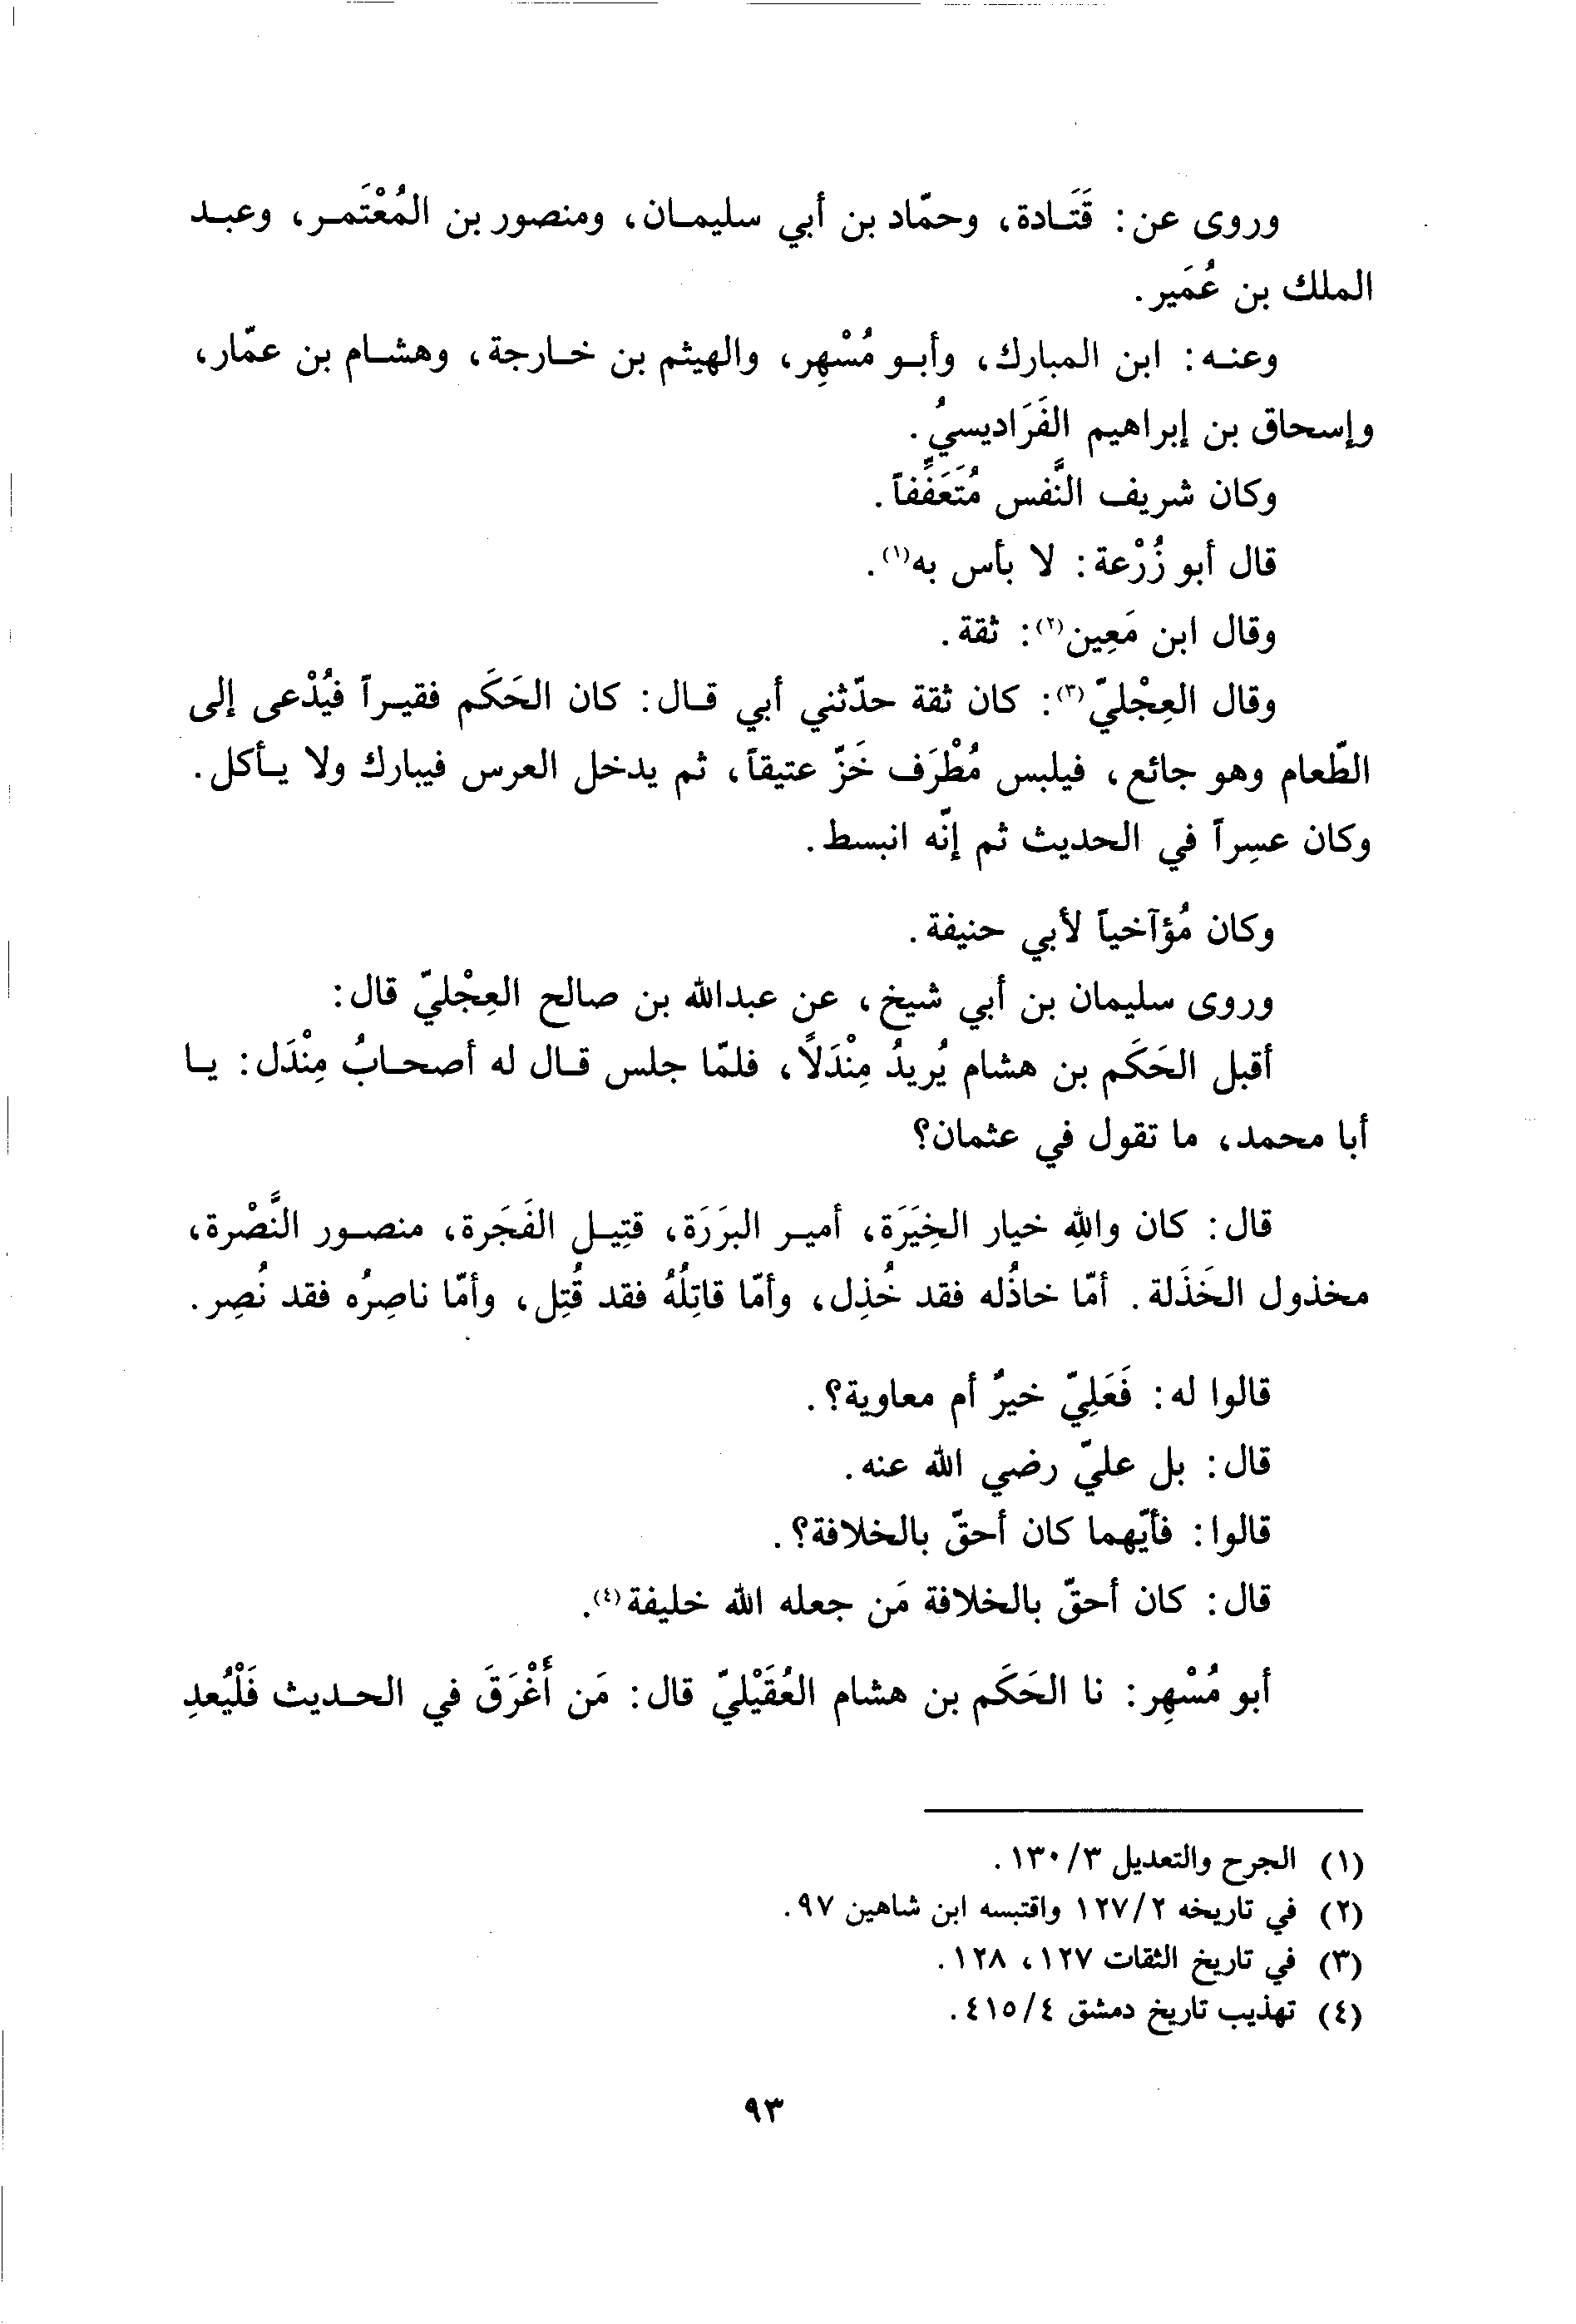 وروى عن: قَتَادة، وحمّاد بن أبي سليمان، ومنصور بن المُعْتَمر، وعبد
الملك بن عُمَير.
وعنه: ابن المبارك، وأبو مُسْهِر، والهيثم بن خارجة، وهشام بن عمّار،
وإسحاق بن إبراهيم الفَرَاديسيُ.
وكان شريف النَّفس مُتَعَفِّفاً.
قال أبو زُرْعة: لا بأس به(١).
وقال ابن مَعِين(٢): ثقة.
وقال العِجْليّ(٣): كان ثقة حدّثني أبي قال: كان الحَكَم فقيراً فيُدْعى إلى
الطّعام وهو جائع، فيلبس مُطْرَف خَزّ عتيقاً، ثم يدخل العرس فيبارك ولا يأكل.
وكان عسِراً في الحديث ثم إنّه انبسط.
وكان مُؤآخياً لأبي حنيفة.
وروى سليمان بن أبي شيخ، عن عبدالله بن صالح العِجْليّ قال:
أقبل الحَكَم بن هشام يُريدُ مِنْدَلاً، فلمّا جلس قال له أصحابُ مِنْدَل: يا
أبا محمد، ما تقول في عثمان؟
قال: كان واللهِ خيار الخِيَرَة، أمير البرَرَة، قتِيل الفَجَرة، منصور النَّصْرة،
مخذول الخَذَلة. أمّا خاذُله فقد خُذِل، وأمّا قاتِلُهُ فقد قُتِل، وأمّا ناصِرُه فقد نُصِر.
قالوا له: فَعَلِيّ خيرٌ أم معاوية؟.
قال: بل عليّ رضي الله عنه.
قالوا: فأيّهما كان أحقّ بالخلافة؟.
قال: كان أحقّ بالخلافة مَن جعله الله خليفة(٤).
أبو مُسْهِر: نا الحَكَم بن هشام العُقَيْليّ قال: مَن أَغْرَقَ في الحديث فَلْيُعدِ
(١) الجرح والتعديل ١٣٠/٣.
(٢) في تاريخه ١٢٧/٢ واقتبسه ابن شاهين ٩٧.
(٣) في تاريخ الثقات ١٢٧، ١٢٨.
(٤) تهذيب تاريخ دمشق ٤١٥/٤.
٩٣